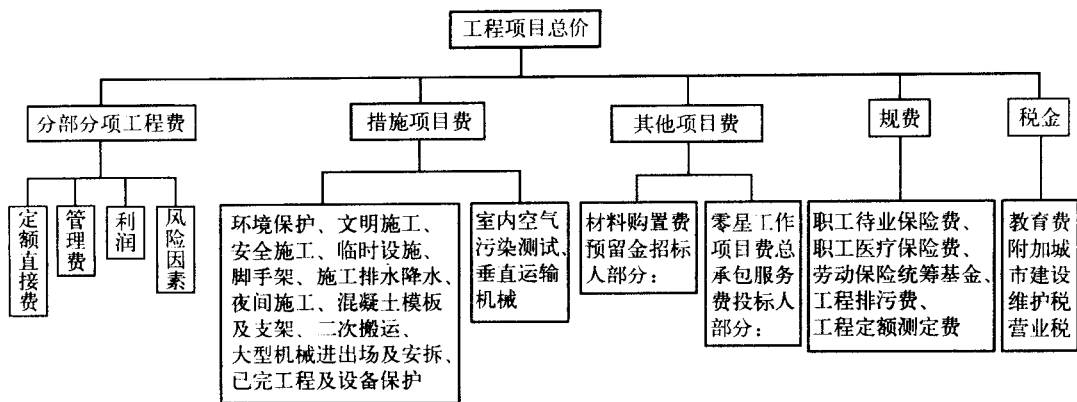 工程项目总价
分部分项工程费
措施项目费
其他项目费
规费
税金
定额直接费
管理费
利润
风险因素
环境保护、文明施工、
安全施工、临时设施、
脚手架、施工排水降水、
夜间施工、混凝土模板
及支架、二次搬运、
大型机械进出场及安拆、
已完工程及设备保护
室内空气
污染测试、
垂直运输
机械
材料购置费
预留金招标
人部分：
零星工作
项目费总
承包服务
费投标人
部分：
职工待业保险费、
职工医疗保险费、
劳动保险统筹基金、
工程排污费、
工程定额测定费
教育费
附加城
市建设
维护税
营业税